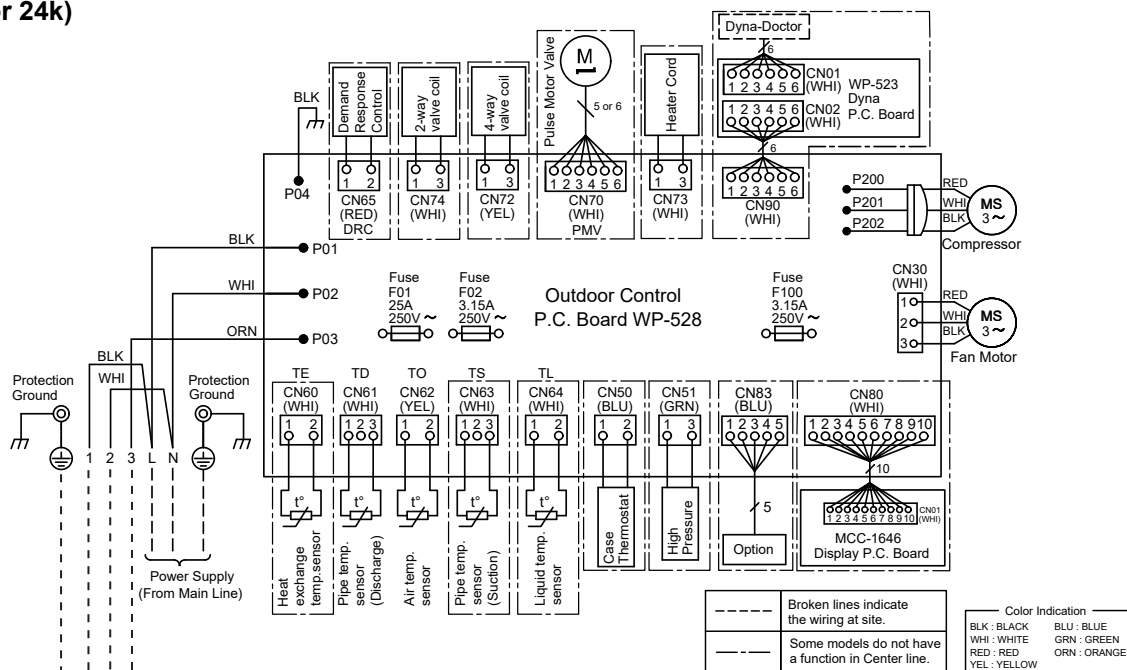 or 24k)
Dyna-Doctor
6
CN01
(WHI)
1 2 3 4 5 6
WP-523
Dyna
P.C. Board
1 2 3 4 5 6
CN02
(WHI)
6
1 2 3 4 5 6
CN90
(WHI)
BLK
P04
Demand
Response
Control
1 2
CN65
(RED)
DRC
2-way
valve coil
1 3
CN74
(WHI)
4-way
valve coil
1 3
CN72
(YEL)
Pulse Motor Valve
M
5 or 6
1 2 3 4 5 6
CN70
(WHI)
PMV
Heater Cord
1 3
CN73
(WHI)
P200
P201
P202
RED
WHI
BLK
MS
3~
Compressor
BLK
P01
WHI
P02
ORN
P03
Fuse
F01
25A
250V ~
Fuse
F02
3.15A
250V ~
Outdoor Control
P.C. Board WP-528
Fuse
F100
3.15A
250V ~
CN30
(WHI)
1
2
3
RED
WHI
BLK
MS
3~
Fan Motor
BLK
WHI
Protection
Ground
Protection
Ground
1 2 3 L N
Power Supply
(From Main Line)
TE
CN60
(WHI)
1 2
t°
Heat
exchange
temp.sensor
TD
CN61
(WHI)
1 2 3
t°
Pipe temp.
sensor
(Discharge)
TO
CN62
(YEL)
1 2
t°
Air temp.
sensor
TS
CN63
(WHI)
1 2 3
t°
Pipe temp.
sensor
(Suction)
TL
CN64
(WHI)
1 2
t°
Liquid temp.
sensor
CN50
(BLU)
1 2
Case
Thermostat
CN51
(GRN)
1 3
High
Pressure
CN83
(BLU)
1 2 3 4 5
5
Option
CN80
(WHI)
1 2 3 4 5 6 7 8 9 10
10
1 2 3 4 5 6 7 8 9 10
CN01
(WHI)
MCC-1646
Display P.C. Board
Broken lines indicate
the wiring at site.
Some models do not have
a function in Center line.
Color Indication
BLK : BLACK BLU : BLUE
WHI : WHITE GRN : GREEN
RED : RED ORN : ORANGE
YEL : YELLOW